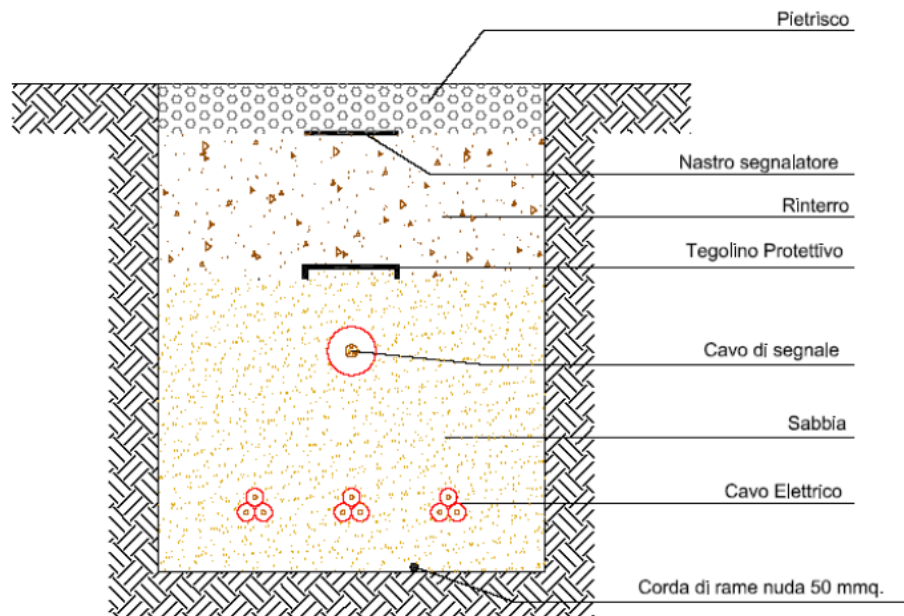 Pietrisco
Nastro segnalatore
Rinterro
Tegolino Protettivo
Cavo di segnale
Sabbia
Cavo Elettrico
Corda di rame nuda 50 mmq.